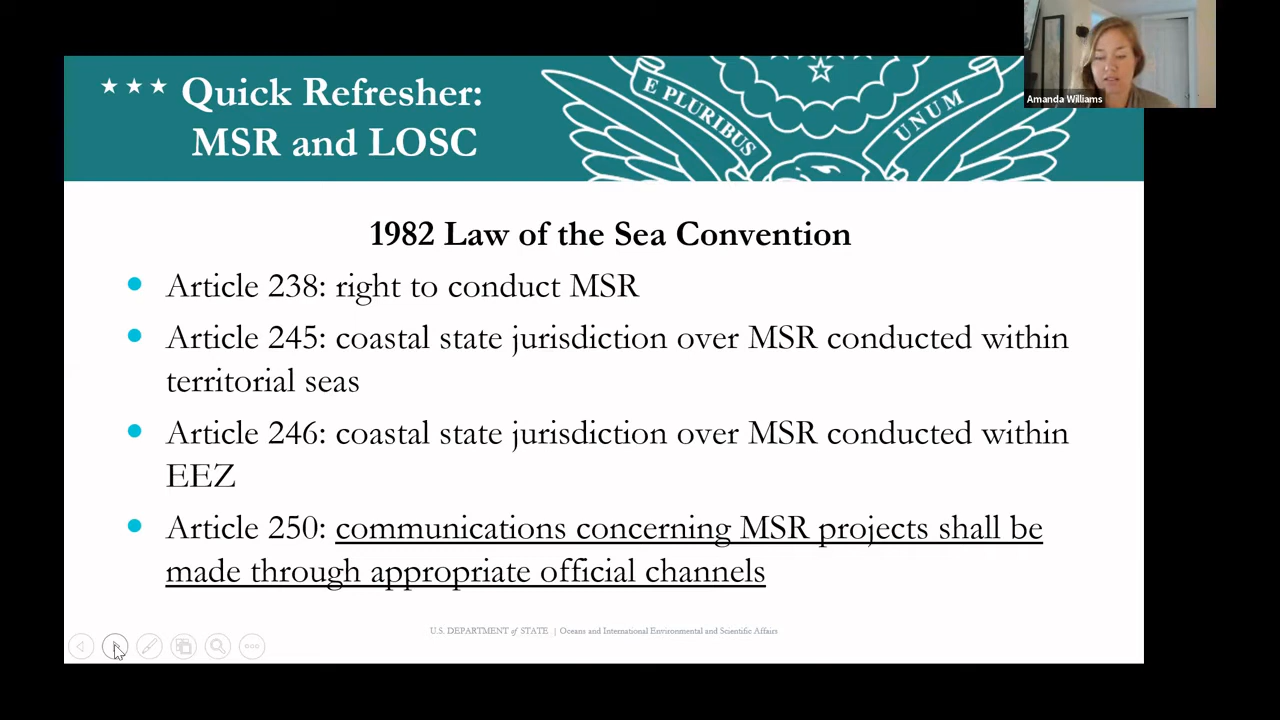 Quick Refresher:
MSR and LOSC
E PLURIBUS
UNUM
Amanda Williams
1982 Law of the Sea Convention
Article 238: right to conduct MSR
Article 245: coastal state jurisdiction over MSR conducted within
territorial seas
Article 246: coastal state jurisdiction over MSR conducted within
EEZ
Article 250: communications concerning MSR projects shall be
made through appropriate official channels
U.S. DEPARTMENT of STATE | Oceans and International Environmental and Scientific Affairs